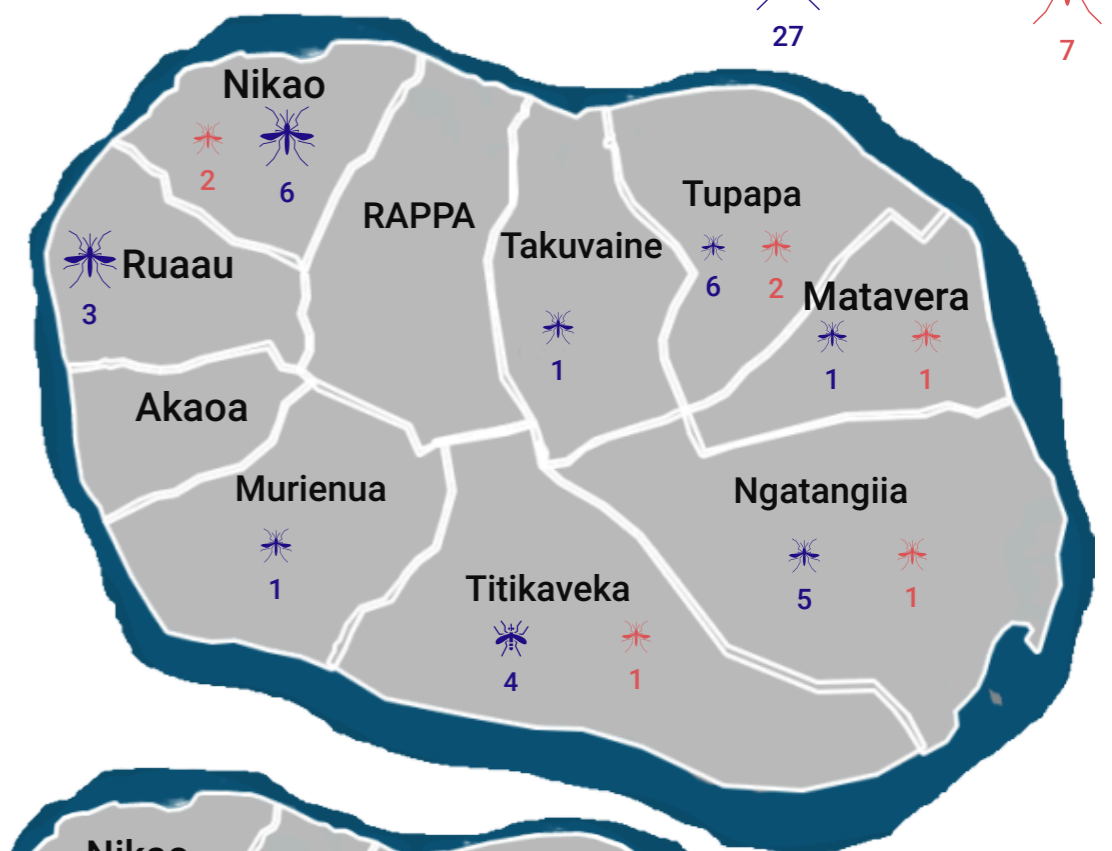 27
7
Nikao
2
6
RAPPA
Tupapa
Takuvaine
Ruaau
6
2
Matavera
3
1
1
1
Akaoa
Murienua
Ngatangiia
1
5
1
Titikaveka
4
1
Nikao